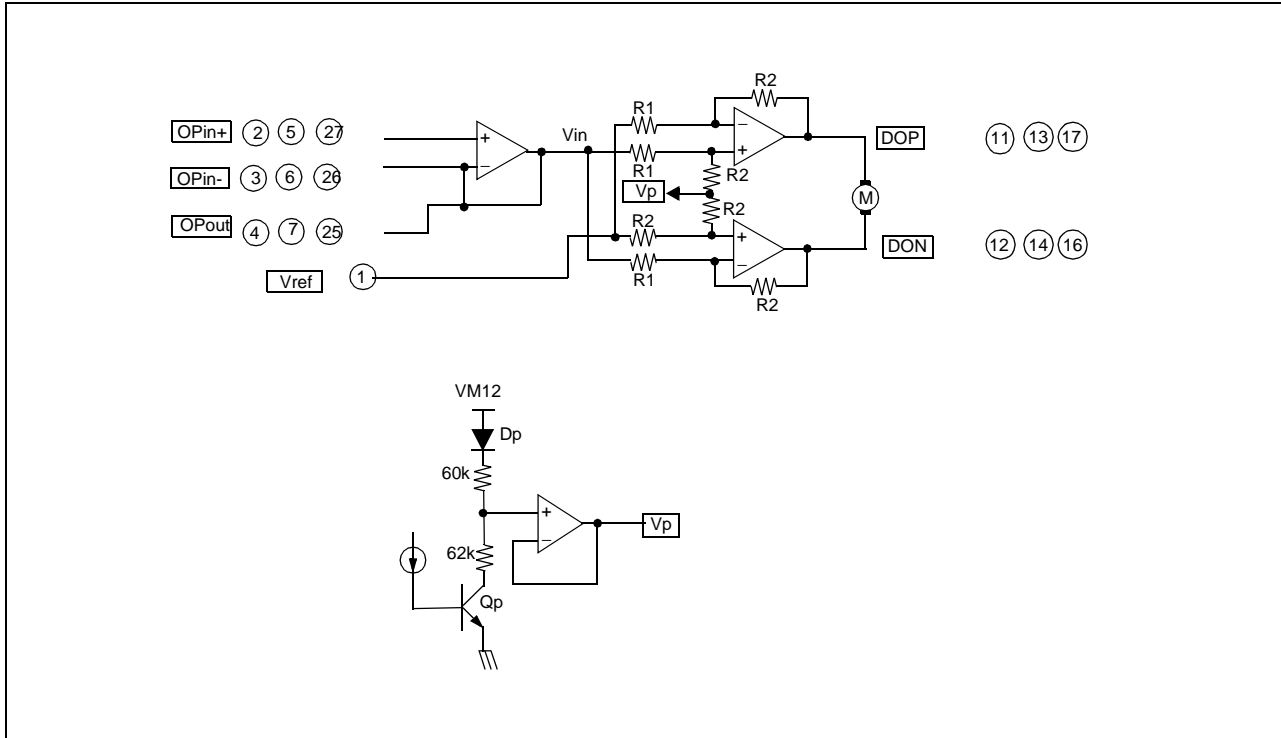 R2
R1
OPin+ 2 5 27
+
−
Vin
−
+
DOP 11 13 17
R1
R2
OPin- 3 6 26
Vp
M
R2
OPout 4 7 25
R2
+
−
DON 12 14 16
Vref 1
R1
R2
VM12
Dp
60k
+
−
Vp
62k
Qp